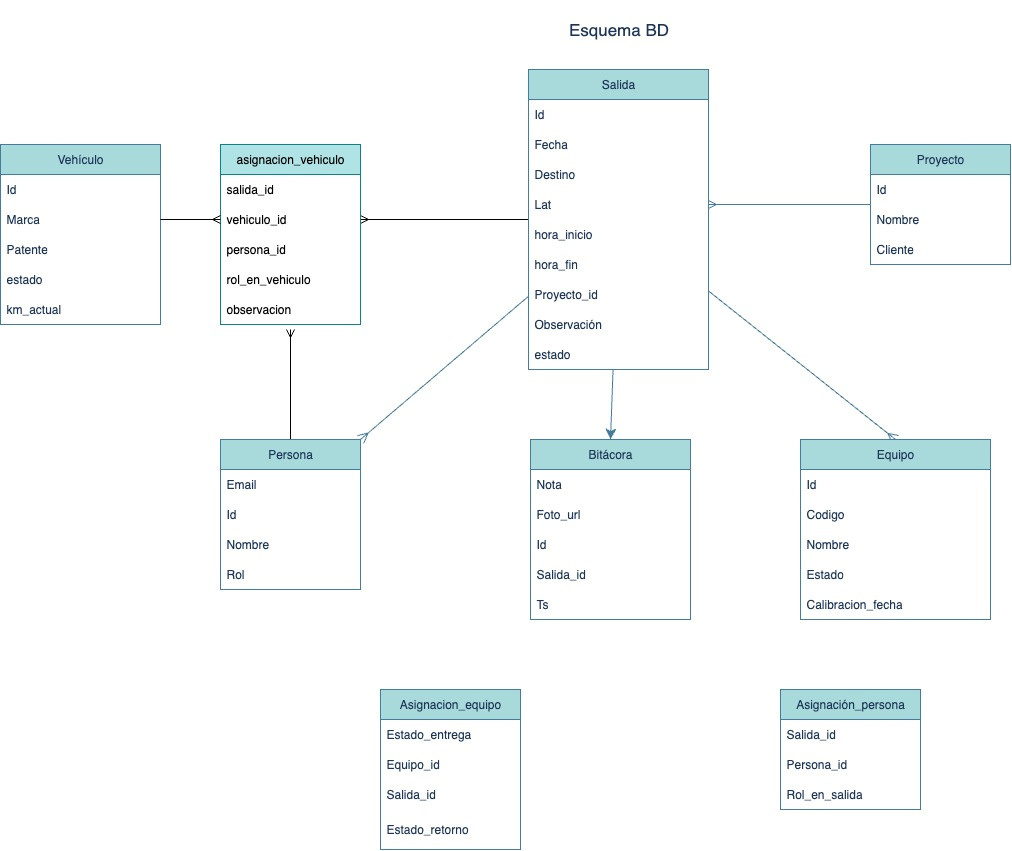 Esquema BD
Salida
Id
Fecha
Destino
Lat
hora_inicio
hora_fin
Proyecto_id
Observación
estado
Vehículo
Id
Marca
Patente
estado
km_actual
asignacion_vehiculo
salida_id
vehiculo_id
persona_id
rol_en_vehiculo
observacion
Proyecto
Id
Nombre
Cliente
Persona
Email
Id
Nombre
Rol
Bitácora
Nota
Foto_url
Id
Salida_id
Ts
Equipo
Id
Codigo
Nombre
Estado
Calibracion_fecha
Asignacion_equipo
Estado_entrega
Equipo_id
Salida_id
Estado_retorno
Asignación_persona
Salida_id
Persona_id
Rol_en_salida